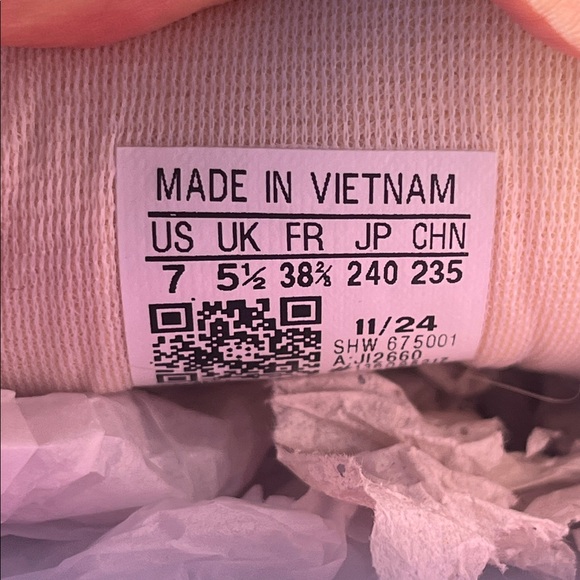 MADE IN VIETNAM
US UK FR JP CHN
7 5½ 38⅔ 240 235
11/24
SHW 675001
A:JI2660